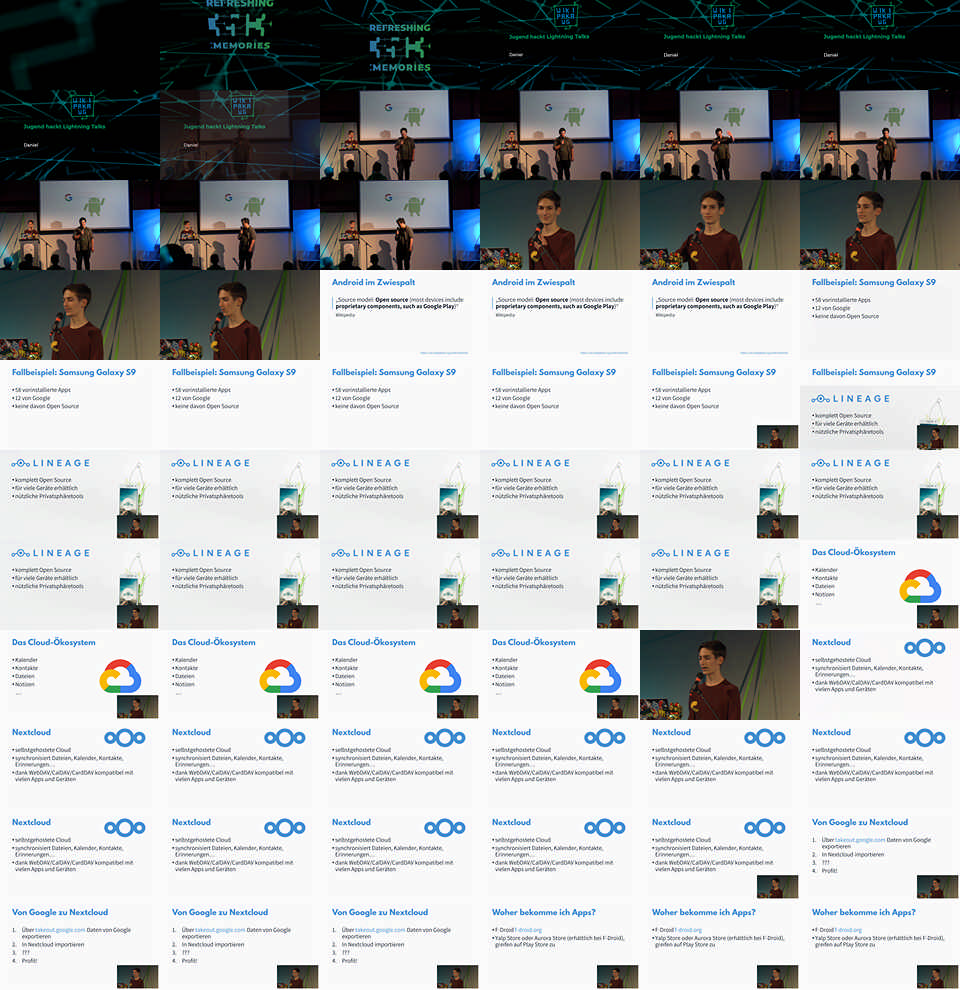 REFRESHING
MEMORIES
REFRESHING
MEMORIES
WIKI
PAKA
WG
Jugend hackt Lightning Talks
Daniel
Android im Zwiespalt
„Source model: Open source (most devices include
proprietary components, such as Google Play)“
Wikipedia
Fallbeispiel: Samsung Galaxy S9
• 58 vorinstallierte Apps
• 12 von Google
• keine davon Open Source
LINEAGE
• komplett Open Source
• für viele Geräte erhältlich
• nützliche Privatsphäretools
Das Cloud-Ökosystem
• Kalender
• Kontakte
• Dateien
• Notizen
...
Nextcloud
• selbstgehostete Cloud
• synchronisiert Dateien, Kalender, Kontakte,
Erinnerungen…
• dank WebDAV/CalDAV/CardDAV kompatibel mit
vielen Apps und Geräten
Von Google zu Nextcloud
1. Über takeout.google.com Daten von Google
exportieren
2. In Nextcloud importieren
3. ???
4. Profit!
Woher bekomme ich Apps?
• F-Droid f-droid.org
• Yalp Store oder Aurora Store (erhältlich bei F-Droid),
greifen auf Play Store zu